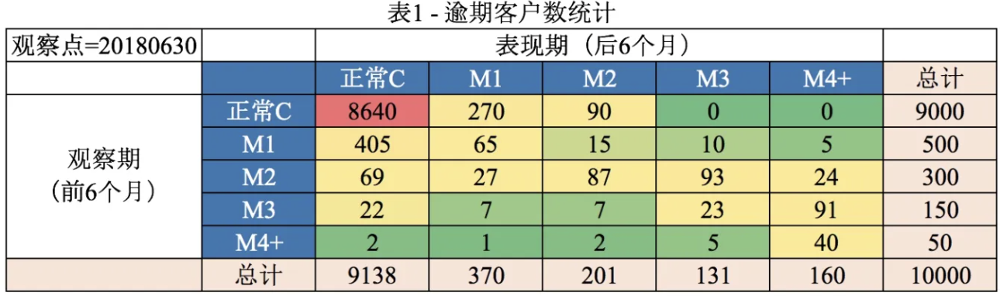 表1 - 逾期客户数统计
观察点=20180630 表现期（后6个月）
正常C M1 M2 M3 M4+ 总计
正常C 8640 270 90 0 0 9000
M1 405 65 15 10 5 500
观察期
（前6个月）
M2 69 27 87 93 24 300
M3 22 7 7 23 91 150
M4+ 2 1 2 5 40 50
总计 9138 370 201 131 160 10000